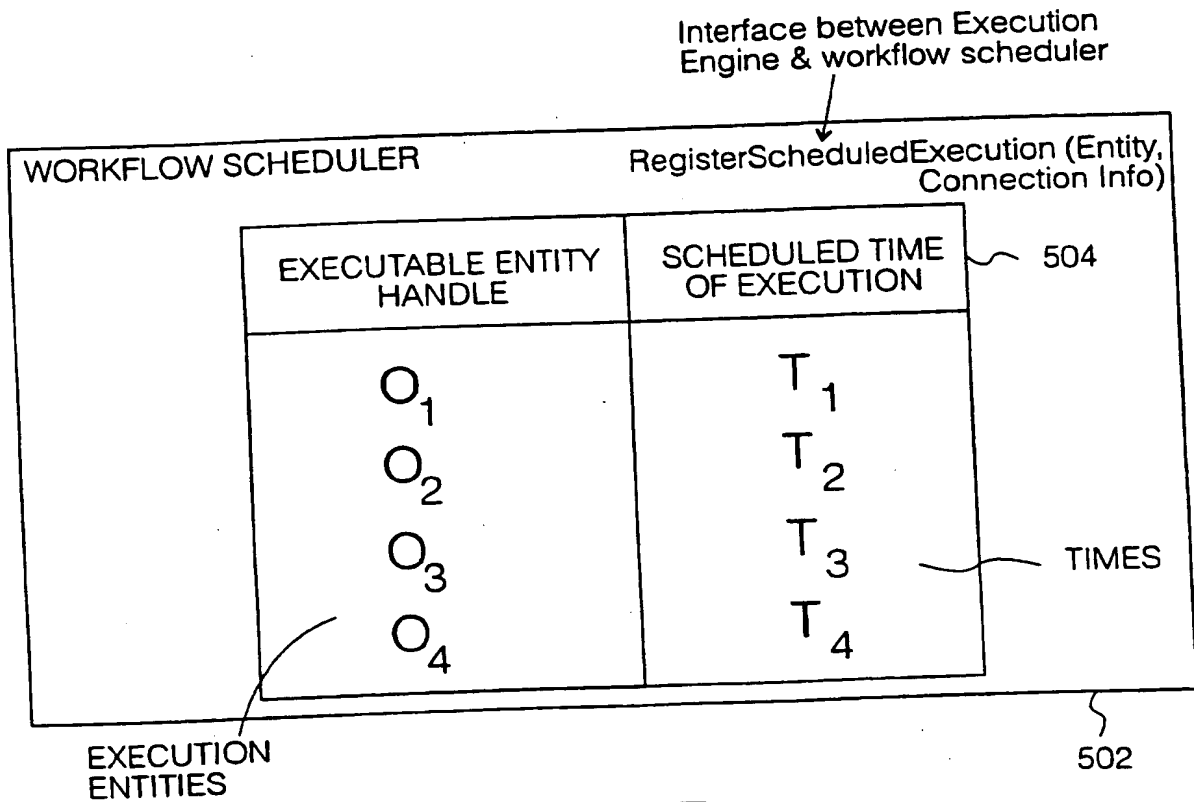 Interface between Execution
Engine & workflow scheduler
WORKFLOW SCHEDULER
RegisterScheduledExecution (Entity,
Connection Info)
EXECUTABLE ENTITY
HANDLE
SCHEDULED TIME
OF EXECUTION
504
O1 T1
O2 T2
O3 T3
TIMES
O4 T4
EXECUTION
ENTITIES
502